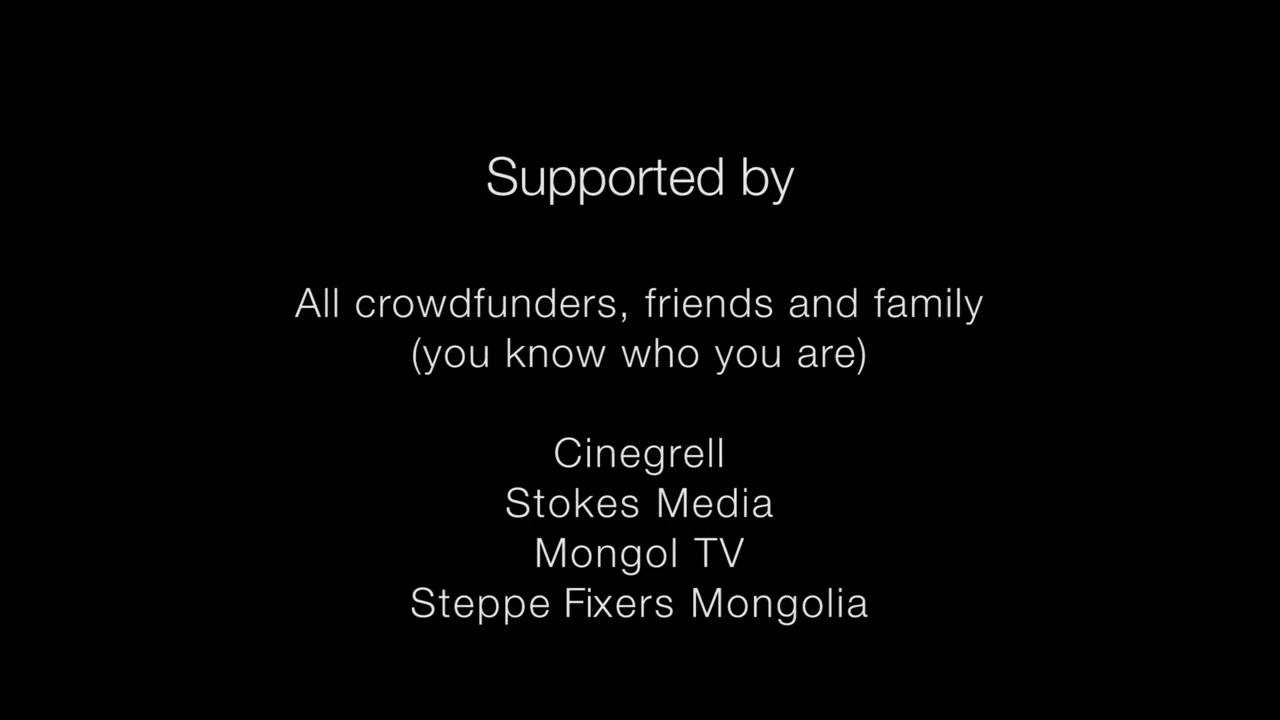 Supported by
All crowdfunders, friends and family
(you know who you are)
Cinegrell
Stokes Media
Mongol TV
Steppe Fixers Mongolia